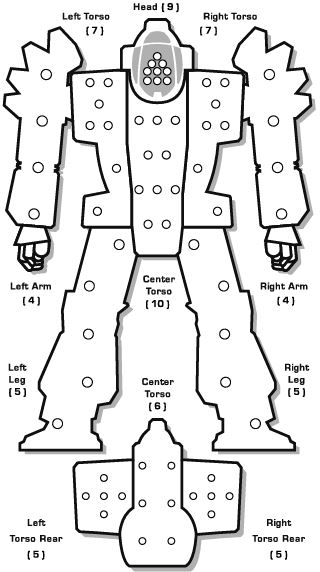 Head (9)
Left Torso
(7)
Right Torso
(7)
Left Arm
(4)
Center
Torso
(10)
Right Arm
(4)
Left
Leg
(5)
Right
Leg
(5)
Center
Torso
(6)
Left
Torso Rear
(5)
Right
Torso Rear
(5)